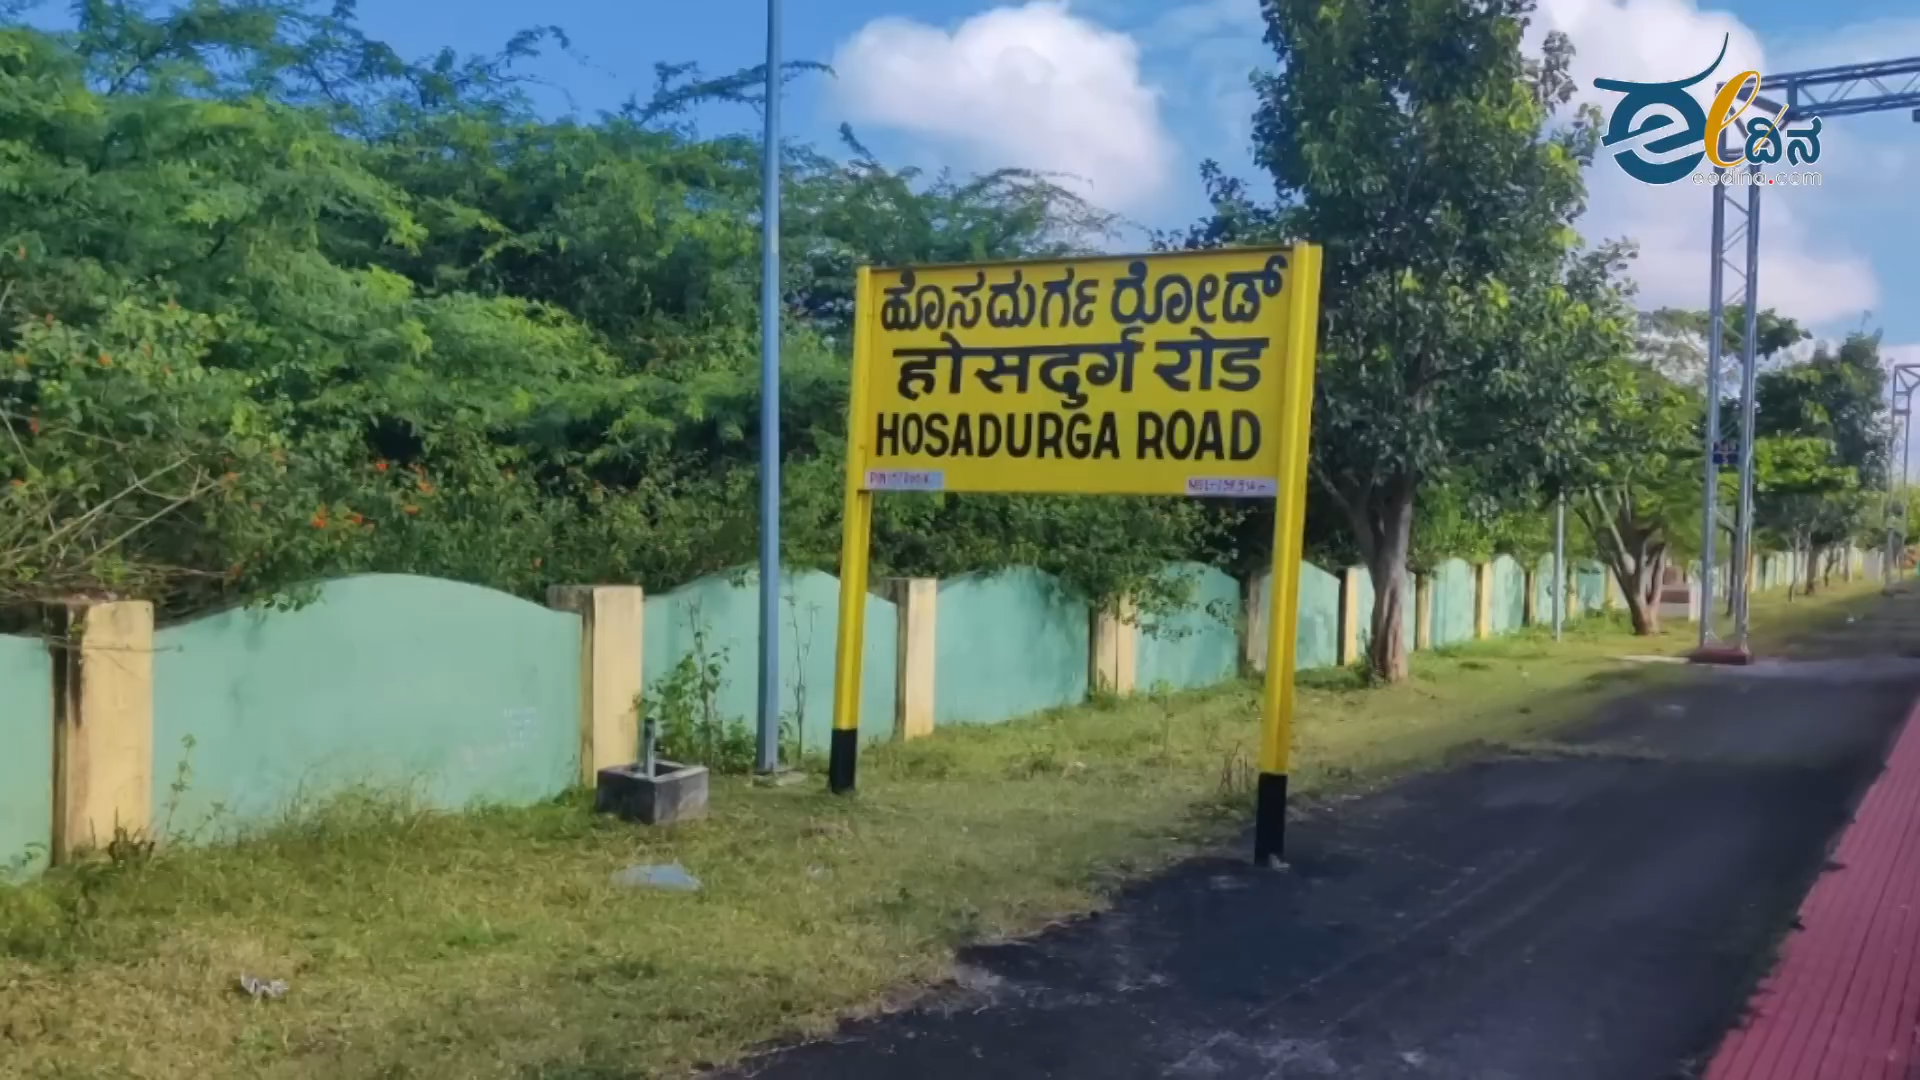 ಹೊಸದುರ್ಗ ರೋಡ್
होसदुर्ग रोड
HOSADURGA ROAD
ಈ ದಿನ
eedina.com